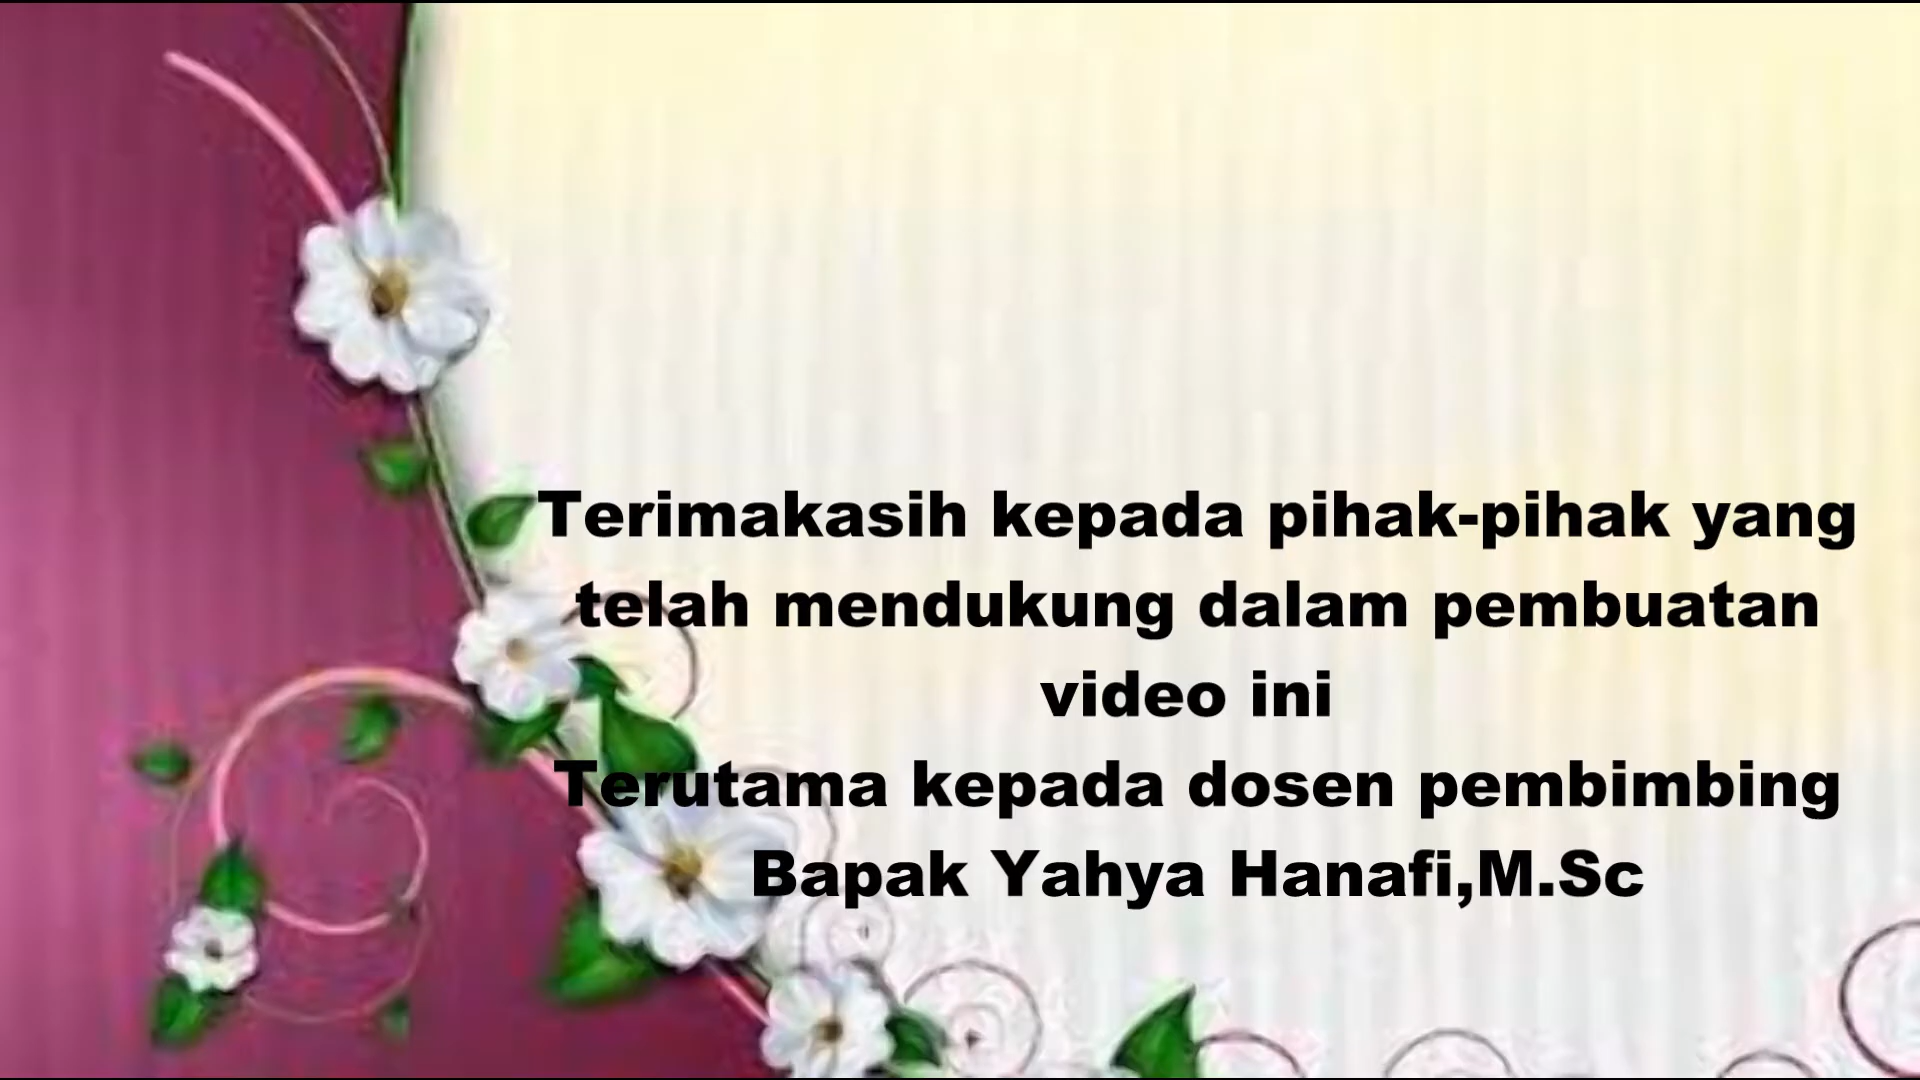 Terimakasih kepada pihak-pihak yang
telah mendukung dalam pembuatan
video ini
Terutama kepada dosen pembimbing
Bapak Yahya Hanafi,M.Sc